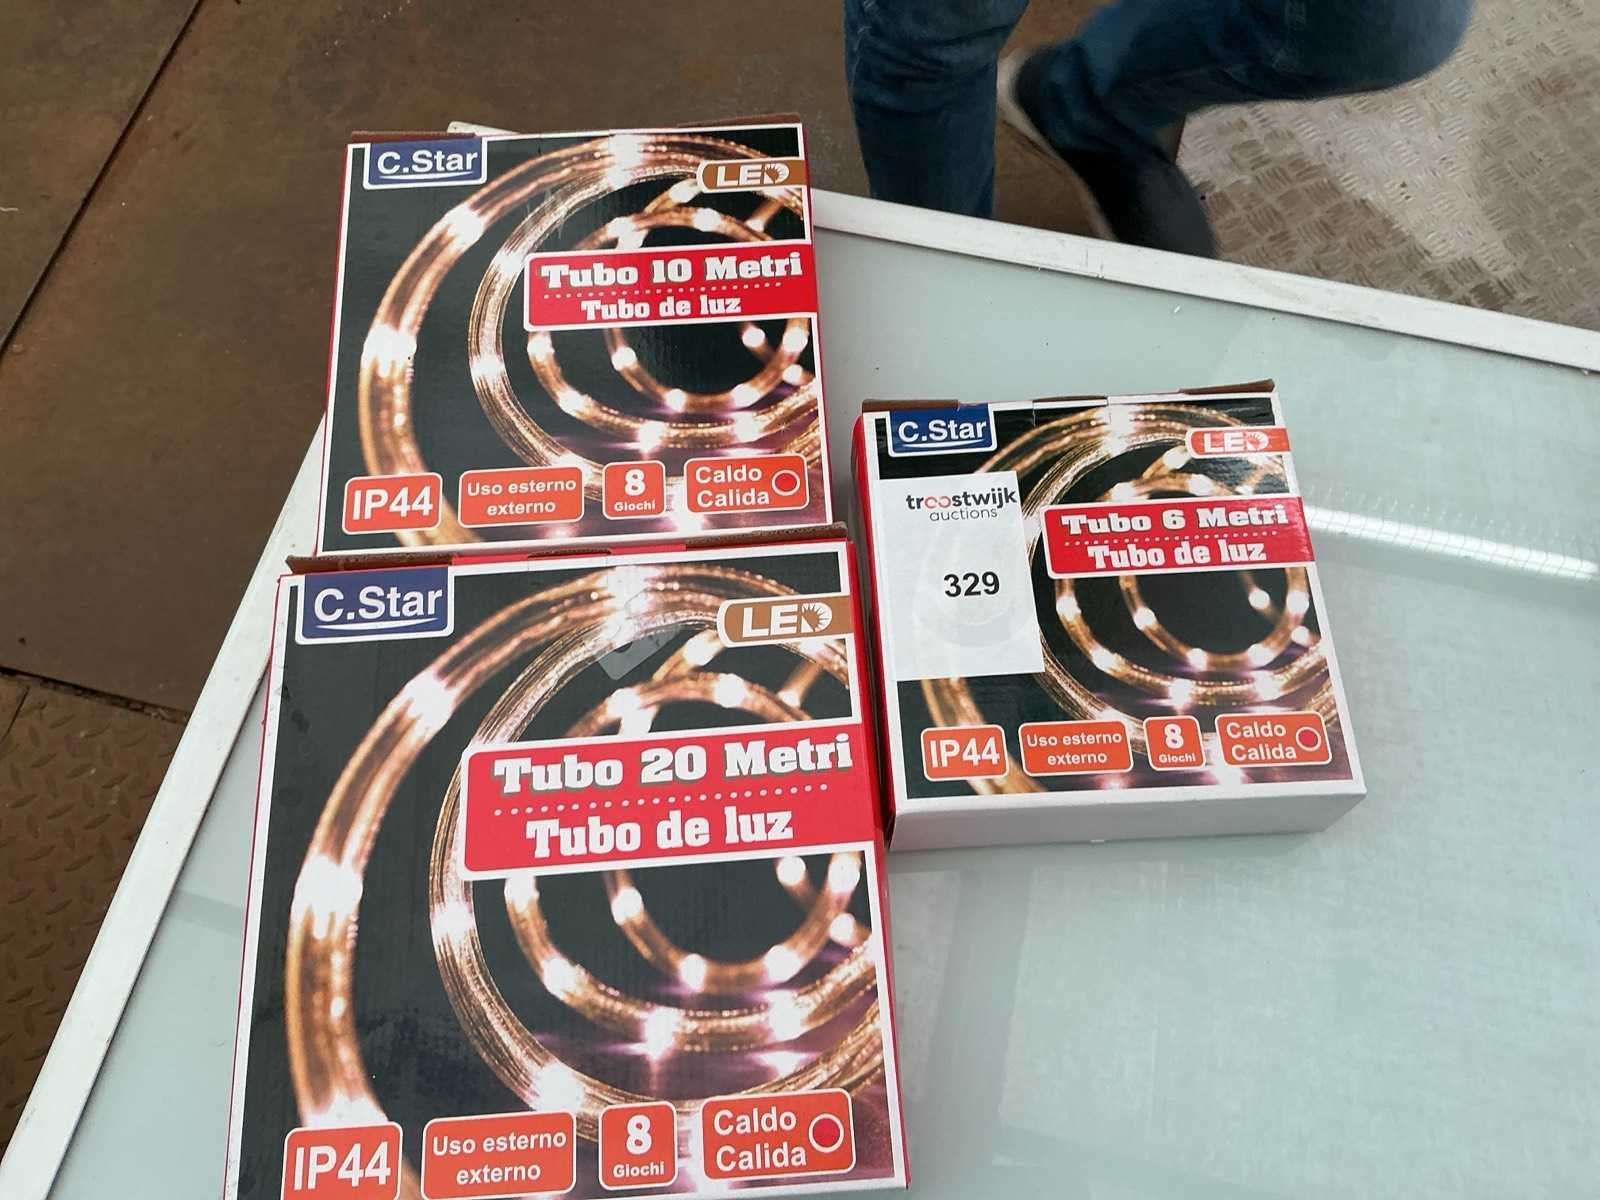 C.Star
LED
Tubo 10 Metri
Tubo de luz
IP44
Uso esterno
externo
8
Giochi
Caldo
Calida
C.Star
LED
troostwijk
auctions
329
Tubo 6 Metri
Tubo de luz
IP44
Uso esterno
externo
8
Giochi
Caldo
Calida
C.Star
LED
Tubo 20 Metri
Tubo de luz
IP44
Uso esterno
externo
8
Giochi
Caldo
Calida